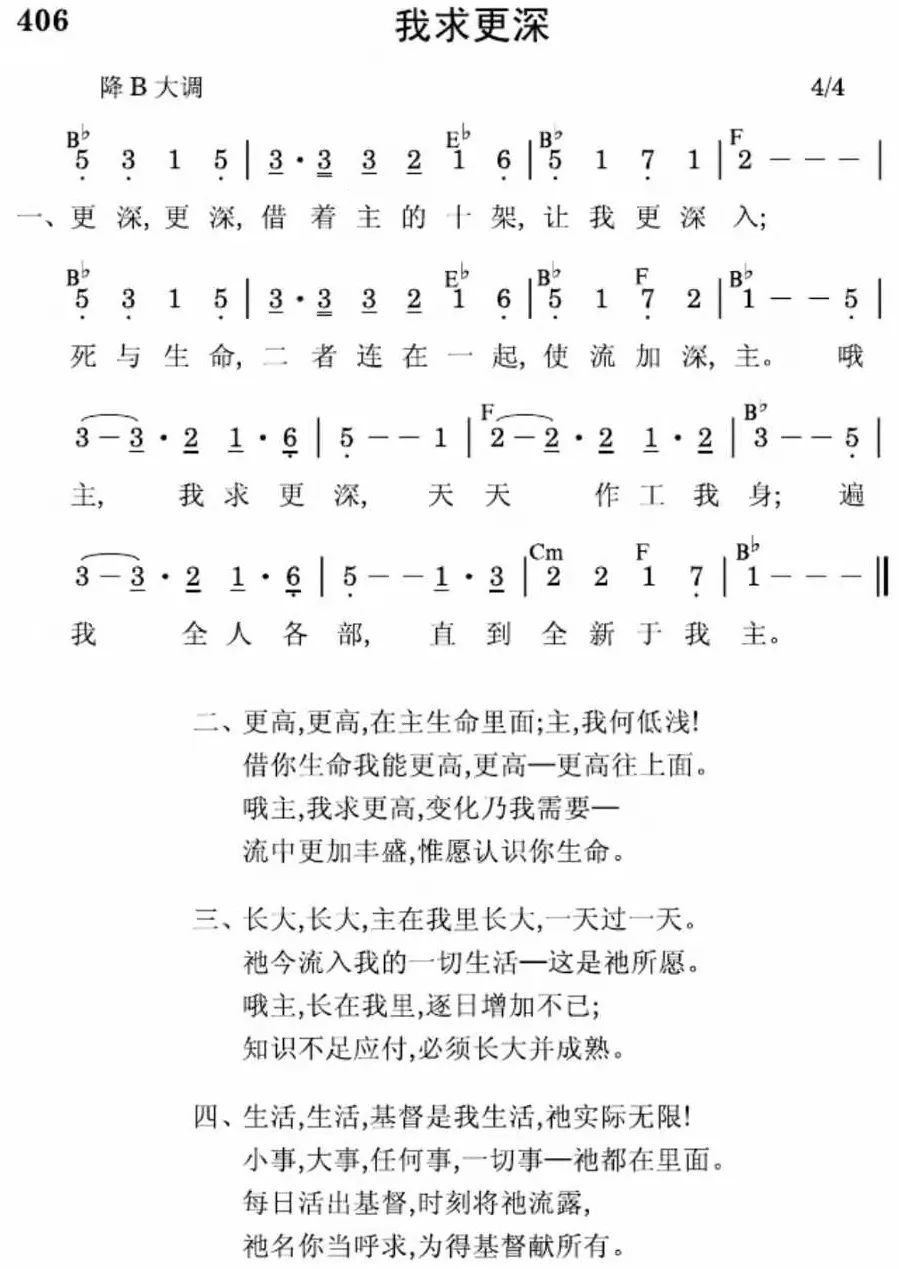 406
我求更深
降B大调 4/4
B♭ E♭ B♭ F
5̣ 3̣ 1 5̣ | 3·3 3 2 1 6̣ | 5̣ 1 7̣ 1 | 2 — — — |
一、更深,更深,借着主的十架,让我更深入;
B♭ E♭ B♭ F B♭
5̣ 3̣ 1 5̣ | 3·3 3 2 1 6̣ | 5̣ 1 7̣ 2 | 1 — — 5̣ |
死与生命,二者连在一起,使流加深,主。哦
F B♭
3 — 3·2 1·6̣ | 5̣ — — 1 | 2 — 2·2 1·2 | 3 — — 5̣ |
主,我求更深,天天作工我身;遍
Cm F B♭
3 — 3·2 1·6̣ | 5̣ — — 1·3 | 2 2 1 7̣ | 1 — — — ‖
我全人各部,直到全新于我主。
二、更高,更高,在主生命里面;主,我何低浅!
借你生命我能更高,更高—更高往上面。
哦主,我求更高,变化乃我需要—
流中更加丰盛,惟愿认识你生命。
三、长大,长大,主在我里长大,一天过一天。
祂今流入我的一切生活—这是祂所愿。
哦主,长在我里,逐日增加不已;
知识不足应付,必须长大并成熟。
四、生活,生活,基督是我生活,祂实际无限!
小事,大事,任何事,一切事—祂都在里面。
每日活出基督,时刻将祂流露,
祂名你当呼求,为得基督献所有。